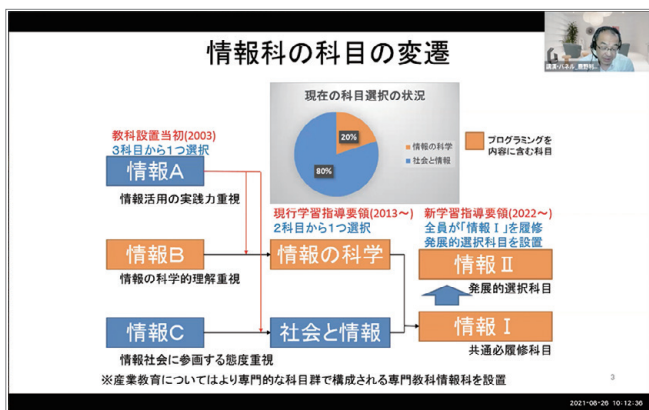 情報科の科目の変遷
現在の科目選択の状況
20%
80%
情報の科学
社会と情報
プログラミングを
内容に含む科目
教科設置当初(2003)
3科目から1つ選択
情報A
情報活用の実践力重視
情報B
情報の科学的理解重視
情報C
情報社会に参画する態度重視
現行学習指導要領(2013～)
2科目から1つ選択
情報の科学
社会と情報
新学習指導要領(2022～)
全員が「情報Ⅰ」を履修
発展的選択科目を設置
情報Ⅱ
発展的選択科目
情報Ⅰ
共通必履修科目
※産業教育についてはより専門的な科目群で構成される専門教科情報科を設置
3
2021-08-26 10:12:36